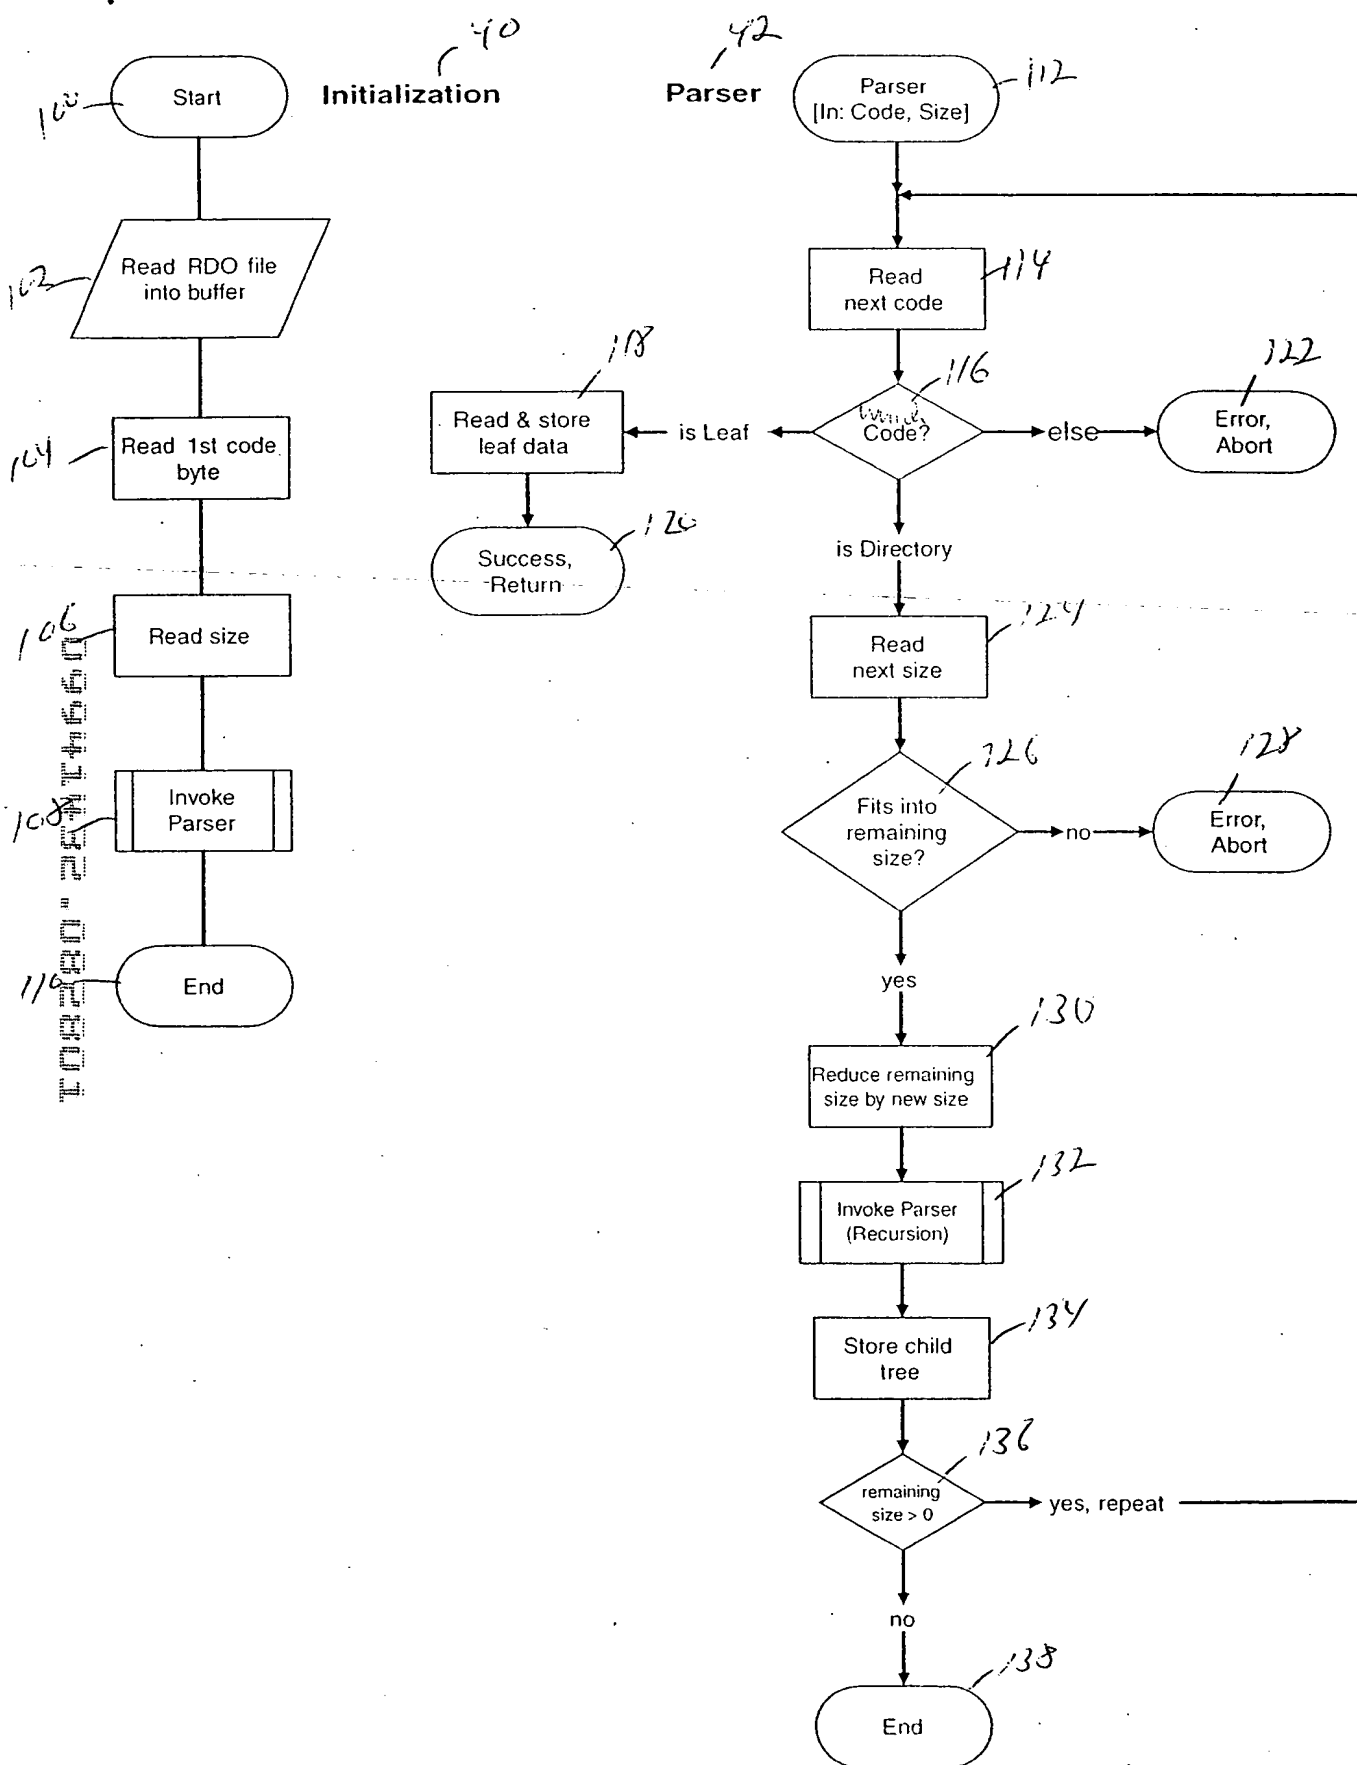 40
100
Start
Initialization
102
Read RDO file
into buffer
104
Read 1st code
byte
106
Read size
108
Invoke
Parser
110
End
42
Parser
112
Parser
[In: Code, Size]
114
Read
next code
116
Code?
is Leaf
118
Read & store
leaf data
120
Success,
Return
else
122
Error,
Abort
is Directory
124
Read
next size
126
Fits into
remaining
size?
no
128
Error,
Abort
yes
130
Reduce remaining
size by new size
132
Invoke Parser
(Recursion)
134
Store child
tree
136
remaining
size > 0
yes, repeat
no
138
End